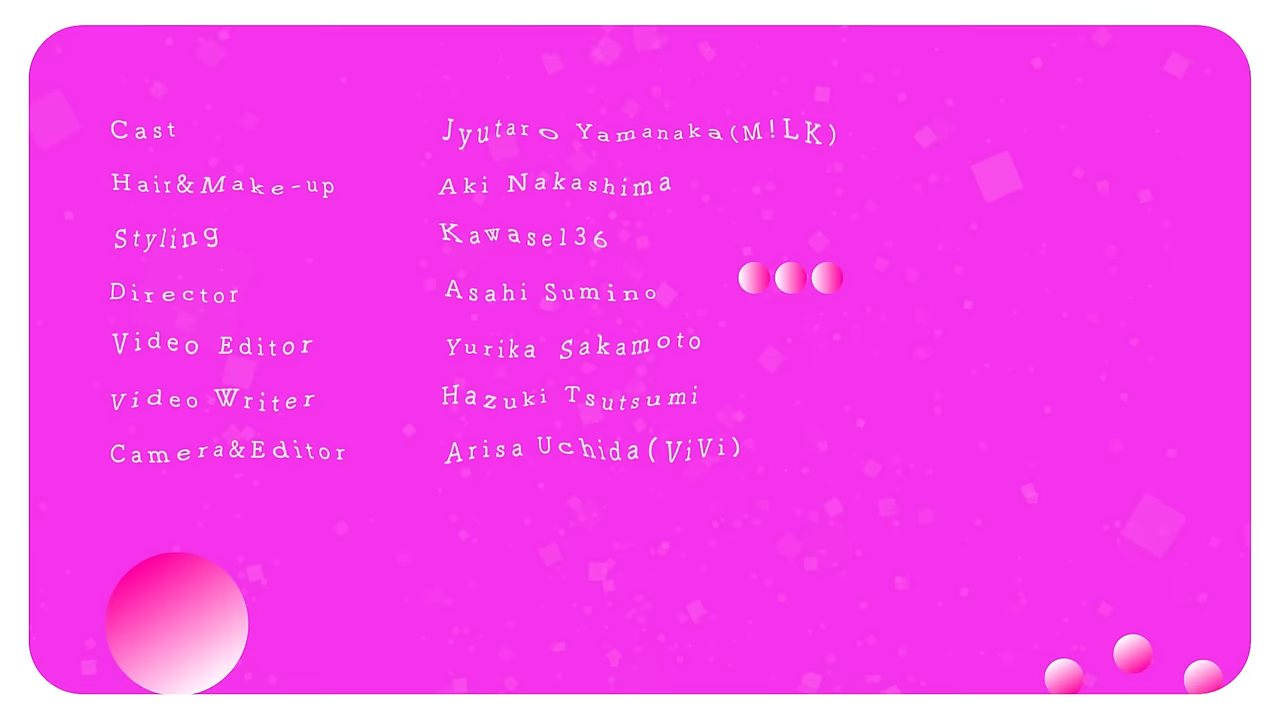 Cast Jyutaro Yamanaka(M!LK)
Hair&Make-up Aki Nakashima
Styling Kawase136
Director Asahi Sumino
Video Editor Yurika Sakamoto
Video Writer Hazuki Tsutsumi
Camera&Editor Arisa Uchida(ViVi)